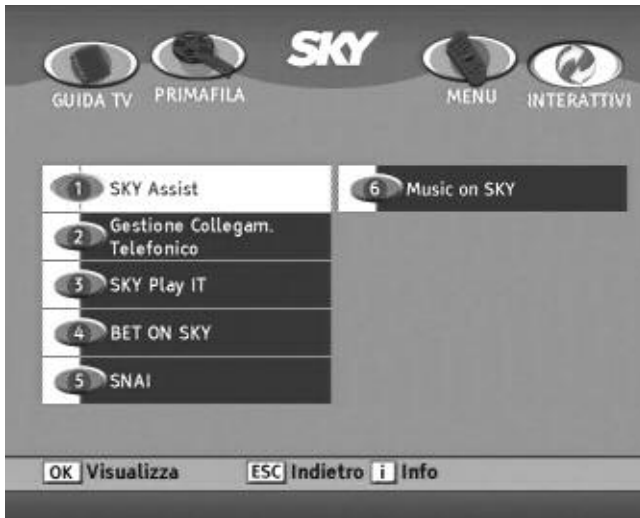 SKY
GUIDA TV
PRIMAFILA
MENU
INTERATTIVI
1 SKY Assist
2 Gestione Collegam.
Telefonico
3 SKY Play IT
4 BET ON SKY
5 SNAI
6 Music on SKY
OK Visualizza ESC Indietro i Info